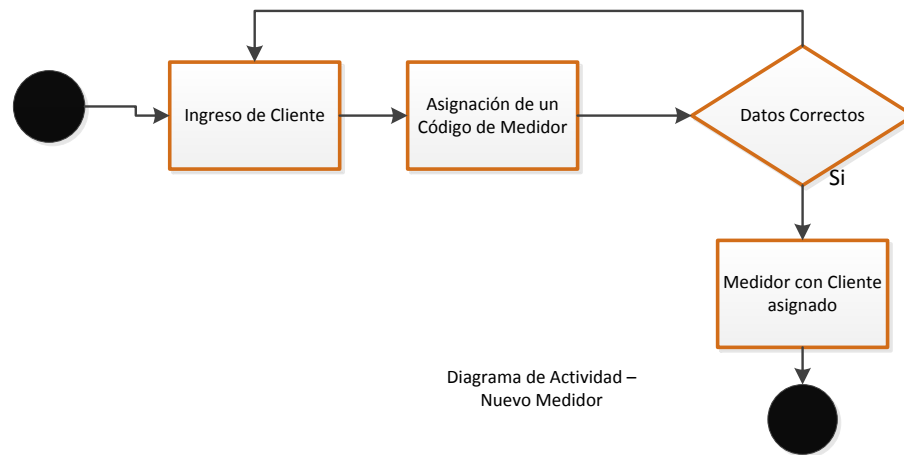 Ingreso de Cliente
Asignación de un
Código de Medidor
Datos Correctos
Si
Medidor con Cliente
asignado
Diagrama de Actividad –
Nuevo Medidor